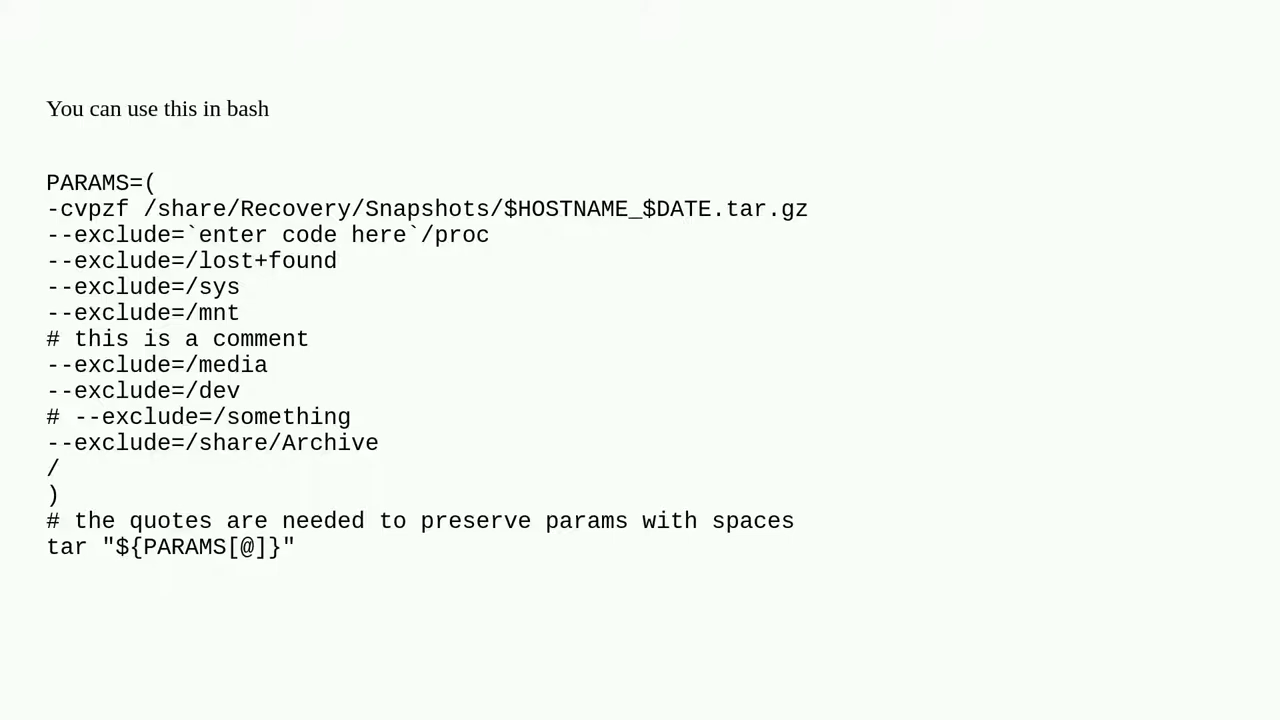 You can use this in bash
PARAMS=(
-cvpzf /share/Recovery/Snapshots/$HOSTNAME_$DATE.tar.gz
--exclude=`enter code here`/proc
--exclude=/lost+found
--exclude=/sys
--exclude=/mnt
# this is a comment
--exclude=/media
--exclude=/dev
# --exclude=/something
--exclude=/share/Archive
/
)
# the quotes are needed to preserve params with spaces
tar "${PARAMS[@]}"